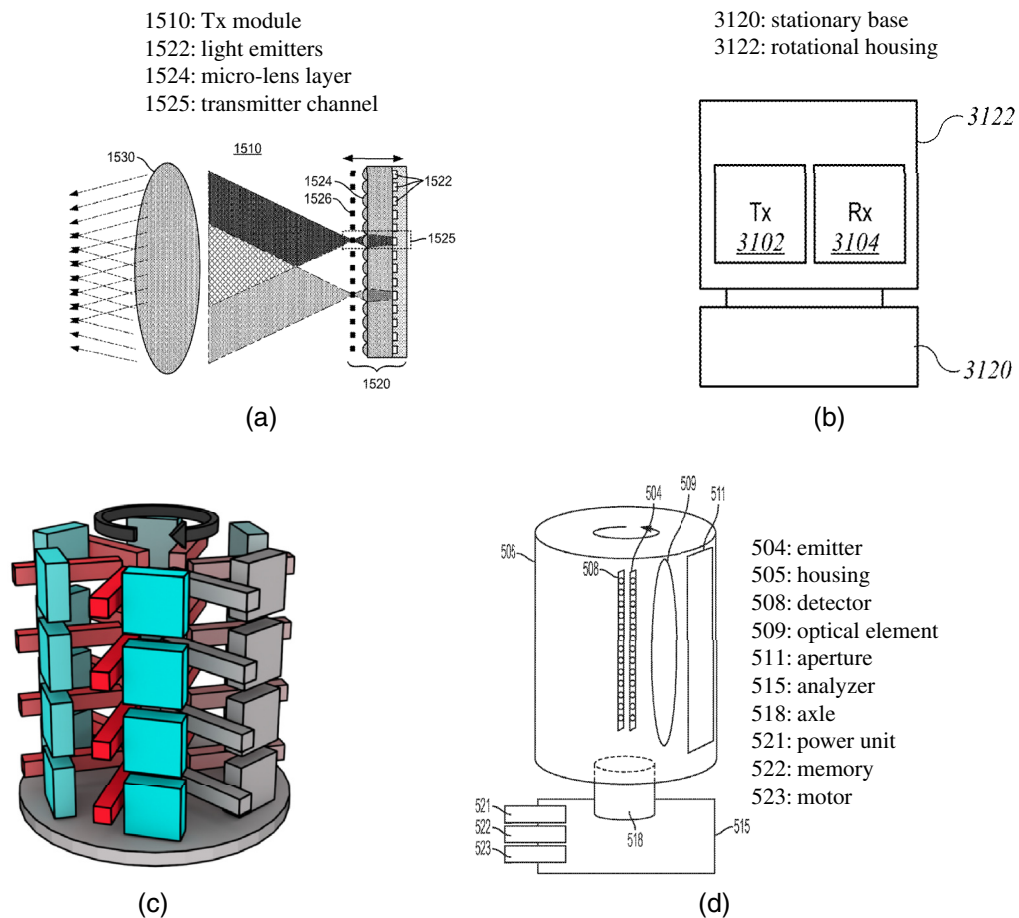 1510: Tx module
1522: light emitters
1524: micro-lens layer
1525: transmitter channel
1530
1510
1524
1526
1522
1525
1520
(a)
3120: stationary base
3122: rotational housing
3122
Tx
3102
Rx
3104
3120
(b)
(c)
504
509
511
506
508
521
522
523
518
515
504: emitter
505: housing
508: detector
509: optical element
511: aperture
515: analyzer
518: axle
521: power unit
522: memory
523: motor
(d)